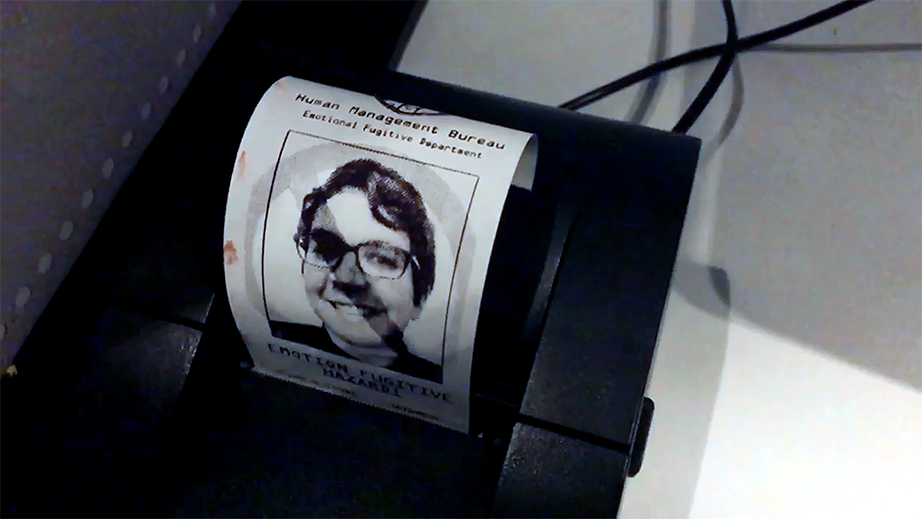 Human Management Bureau
Emotional Fugitive Department
EMOTION FUGITIVE
HAZARD!